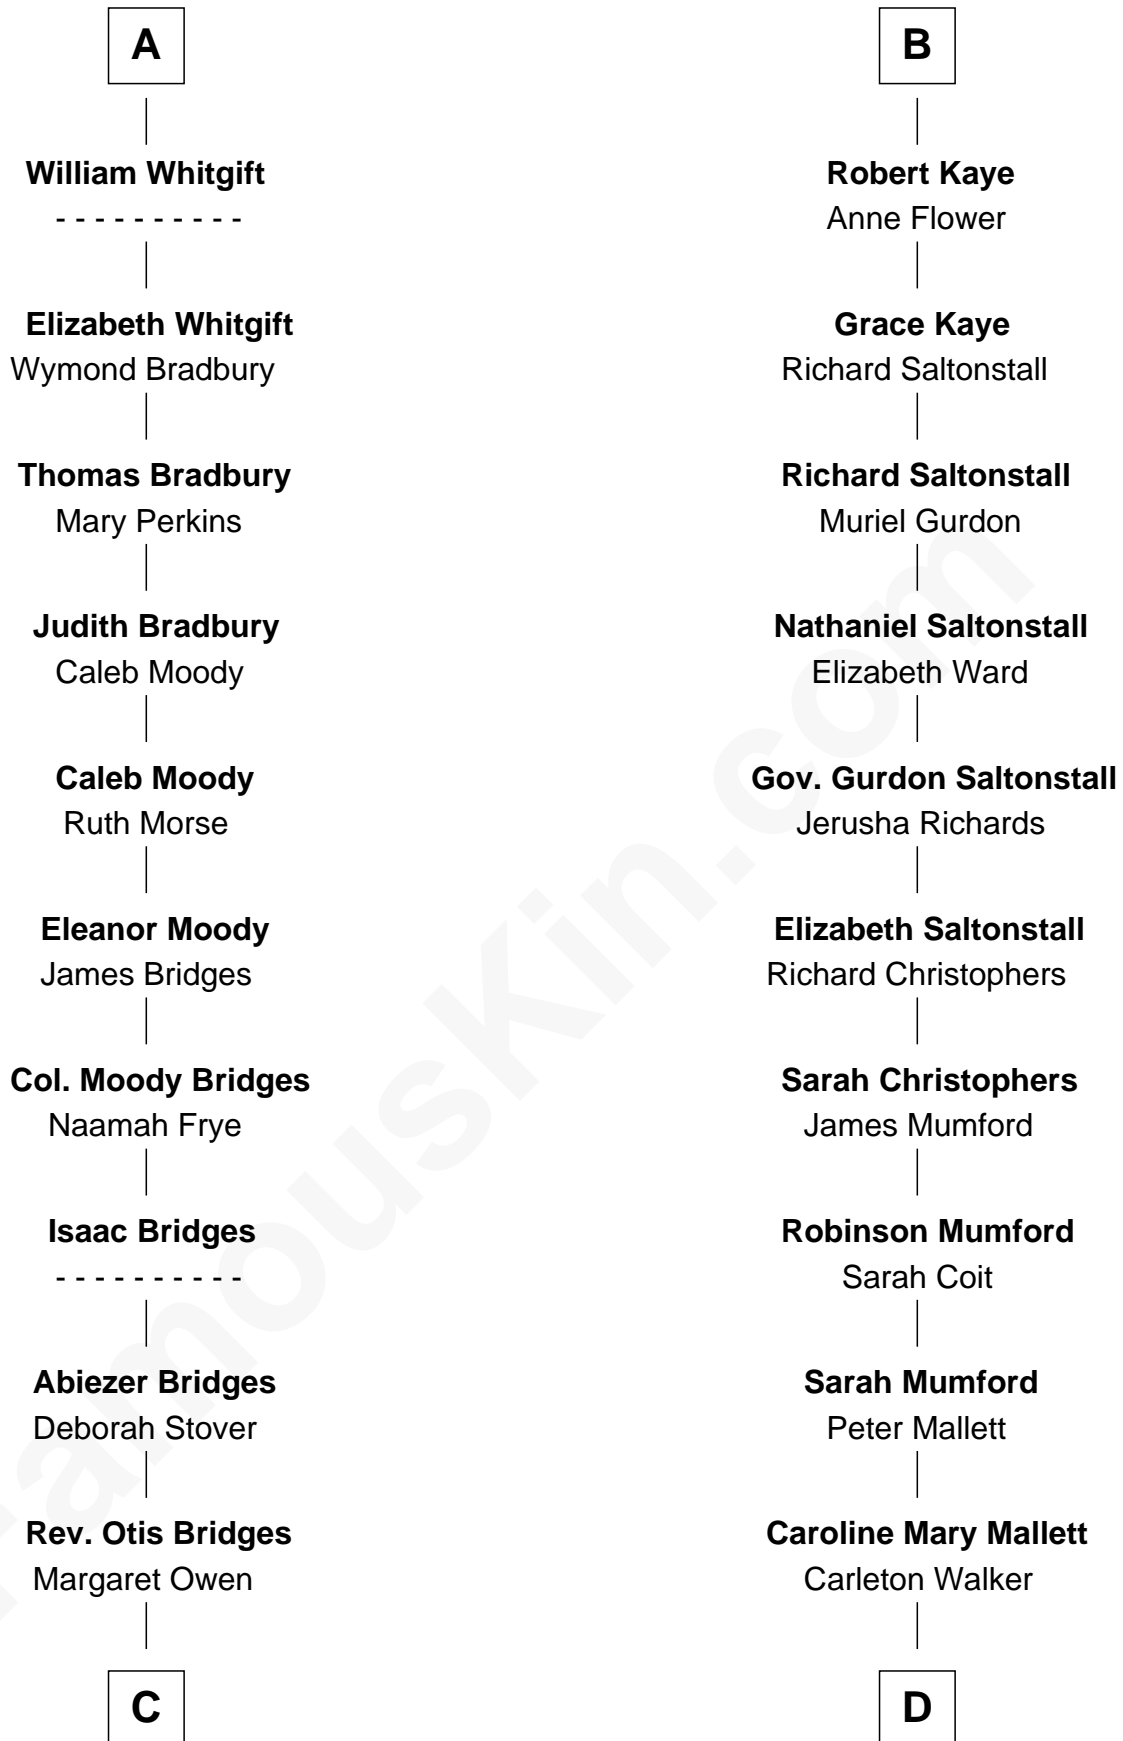 A
William Whitgift
- - - - - - - - - -
Elizabeth Whitgift
Wymond Bradbury
Thomas Bradbury
Mary Perkins
Judith Bradbury
Caleb Moody
Caleb Moody
Ruth Morse
Eleanor Moody
James Bridges
Col. Moody Bridges
Naamah Frye
Isaac Bridges
- - - - - - - - - -
Abiezer Bridges
Deborah Stover
Rev. Otis Bridges
Margaret Owen
C
B
Robert Kaye
Anne Flower
Grace Kaye
Richard Saltonstall
Richard Saltonstall
Muriel Gurdon
Nathaniel Saltonstall
Elizabeth Ward
Gov. Gurdon Saltonstall
Jerusha Richards
Elizabeth Saltonstall
Richard Christophers
Sarah Christophers
James Mumford
Robinson Mumford
Sarah Coit
Sarah Mumford
Peter Mallett
Caroline Mary Mallett
Carleton Walker
D
FamousKin.com